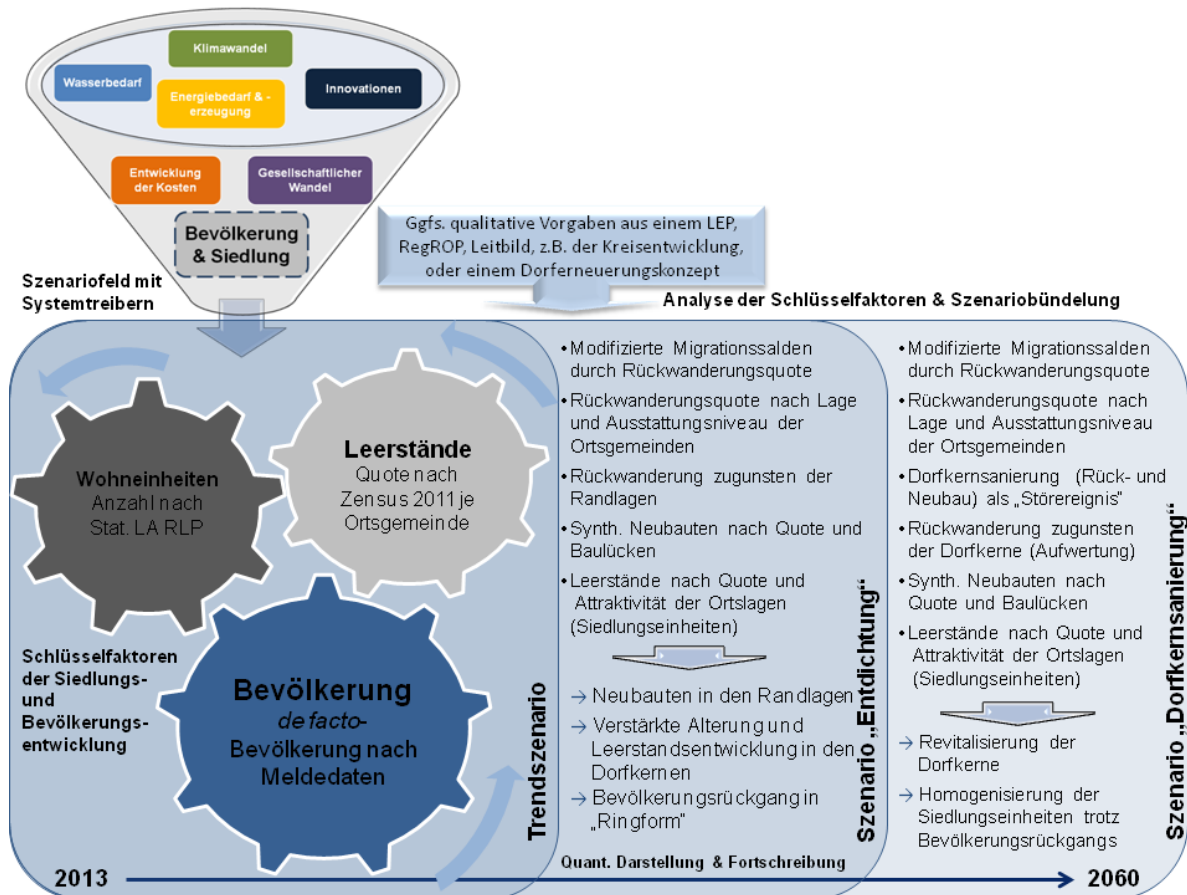 Klimawandel
Wasserbedarf
Energiebedarf & -
erzeugung
Innovationen
Entwicklung
der Kosten
Gesellschaftlicher
Wandel
Bevölkerung
& Siedlung
Szenariofeld mit
Systemtreibern
Ggfs. qualitative Vorgaben aus einem LEP,
RegROP, Leitbild, z.B. der Kreisentwicklung,
oder einem Dorferneuerungskonzept
Analyse der Schlüsselfaktoren & Szenariobündelung
Wohneinheiten
Anzahl nach
Stat. LA RLP
Leerstände
Quote nach
Zensus 2011 je
Ortsgemeinde
Bevölkerung
de facto-
Bevölkerung nach
Meldedaten
Schlüsselfaktoren
der Siedlungs-
und
Bevölkerungs-
entwicklung
Trendszenario
•Modifizierte Migrationssalden
durch Rückwanderungsquote
•Rückwanderungsquote nach Lage
und Ausstattungsniveau der
Ortsgemeinden
•Rückwanderung zugunsten der
Randlagen
•Synth. Neubauten nach Quote und
Baulücken
•Leerstände nach Quote und
Attraktivität der Ortslagen
(Siedlungseinheiten)
→ Neubauten in den Randlagen
→ Verstärkte Alterung und
Leerstandsentwicklung in den
Dorfkernen
→ Bevölkerungsrückgang in
„Ringform“
Szenario „Entdichtung“
•Modifizierte Migrationssalden
durch Rückwanderungsquote
•Rückwanderungsquote nach
Lage und Ausstattungsniveau
der Ortsgemeinden
•Dorfkernsanierung (Rück- und
Neubau) als „Störereignis“
•Rückwanderung zugunsten
der Dorfkerne (Aufwertung)
•Synth. Neubauten nach
Quote und Baulücken
•Leerstände nach Quote und
Attraktivität der Ortslagen
(Siedlungseinheiten)
→ Revitalisierung der
Dorfkerne
→ Homogenisierung der
Siedlungseinheiten trotz
Bevölkerungsrückgangs
Szenario „Dorfkernsanierung“
Quant. Darstellung & Fortschreibung
2013
2060